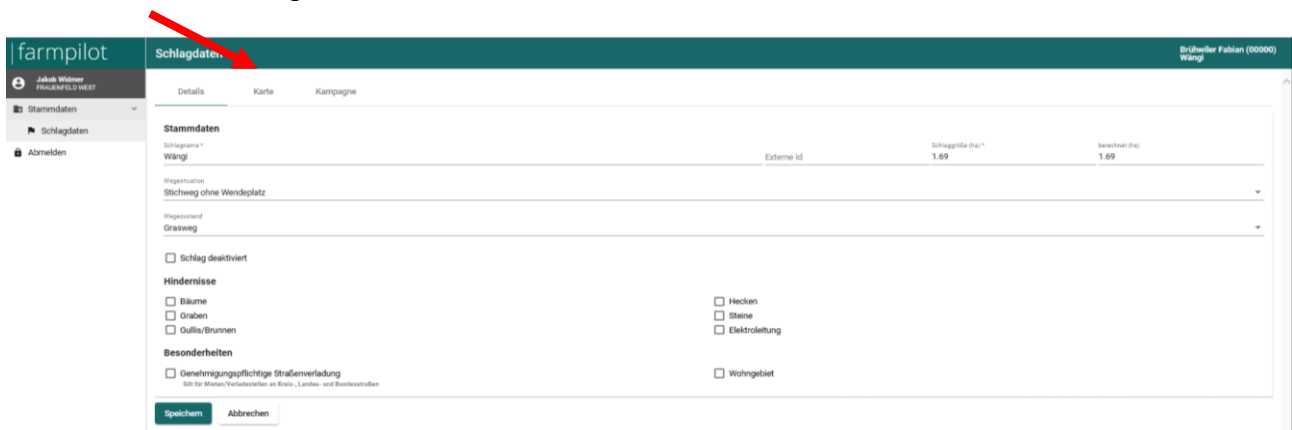 farmpilot
Schlagdaten
Brühwiler Fabian (00000)
Wängi
Jakob Widmer
FRAUENFELD WEST
Stammdaten
Schlagdaten
Abmelden
Details Karte Kampagne
Stammdaten
Schlagname *
Wängi
Externe Id
Schlaggröße (ha) *
1.69
berechnet (ha)
1.69
Wegesituation
Stichweg ohne Wendeplatz
Wegezustand
Grasweg
Schlag deaktiviert
Hindernisse
Bäume Hecken
Graben Steine
Gullis/Brunnen Elektroleitung
Besonderheiten
Genehmigungspflichtige Straßenverladung Wohngebiet
Gilt für Mieten/Verladestellen an Kreis-, Landes- und Bundesstraßen
Speichern Abbrechen